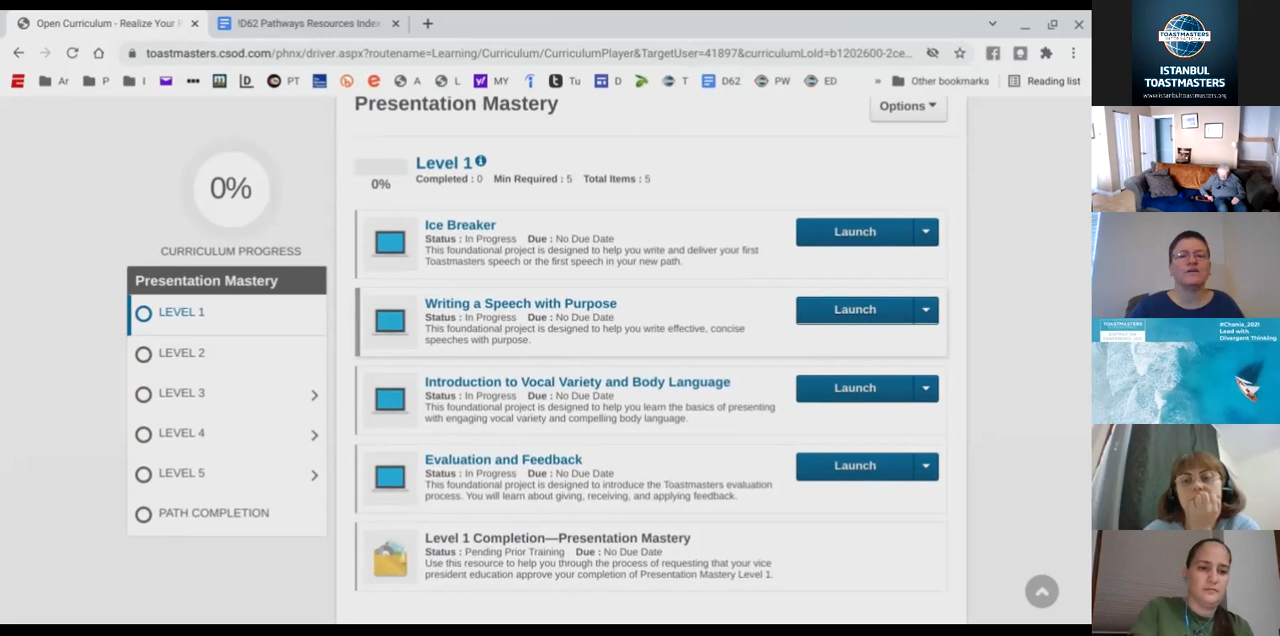 Open Curriculum - Realize Your P
!D62 Pathways Resources Index
toastmasters.csod.com/phnx/driver.aspx?routename=Learning/Curriculum/CurriculumPlayer&TargetUser=41897&curriculumLoId=b1202600-2ce...
Ar
P
I
PT
A
L
MY
Tu
D
T
D62
PW
ED
» Other bookmarks
Reading list
Presentation Mastery
Options
0%
CURRICULUM PROGRESS
Presentation Mastery
LEVEL 1
LEVEL 2
LEVEL 3
LEVEL 4
LEVEL 5
PATH COMPLETION
Level 1
0%
Completed : 0 Min Required : 5 Total Items : 5
Ice Breaker
Status : In Progress Due : No Due Date
This foundational project is designed to help you write and deliver your first
Toastmasters speech or the first speech in your new path.
Launch
Writing a Speech with Purpose
Status : In Progress Due : No Due Date
This foundational project is designed to help you write effective, concise
speeches with purpose.
Launch
Introduction to Vocal Variety and Body Language
Status : In Progress Due : No Due Date
This foundational project is designed to help you learn the basics of presenting
with engaging vocal variety and compelling body language.
Launch
Evaluation and Feedback
Status : In Progress Due : No Due Date
This foundational project is designed to introduce the Toastmasters evaluation
process. You will learn about giving, receiving, and applying feedback.
Launch
Level 1 Completion—Presentation Mastery
Status : Pending Prior Training Due : No Due Date
Use this resource to help you through the process of requesting that your vice
president education approve your completion of Presentation Mastery Level 1.
TOASTMASTERS
INTERNATIONAL
ISTANBUL
TOASTMASTERS
www.istanbultoastmasters.org
TOASTMASTERS
#Chania_2021
Lead with
Divergent Thinking